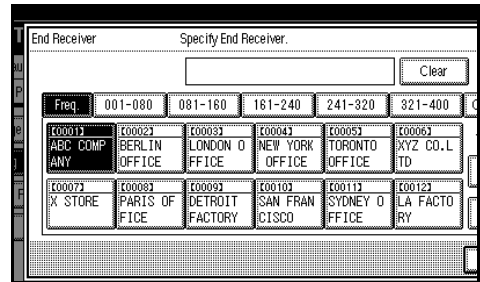 End Receiver Specify End Receiver.
Clear
Freq. 001-080 081-160 161-240 241-320 321-400
[0001] [0002] [0003] [0004] [0005] [0006]
ABC COMP BERLIN LONDON O NEW YORK TORONTO XYZ CO.L
ANY OFFICE FFICE OFFICE OFFICE TD
[0007] [0008] [0009] [0010] [0011] [0012]
X STORE PARIS OF DETROIT SAN FRAN SYDNEY O LA FACTO
FICE FACTORY CISCO FFICE RY